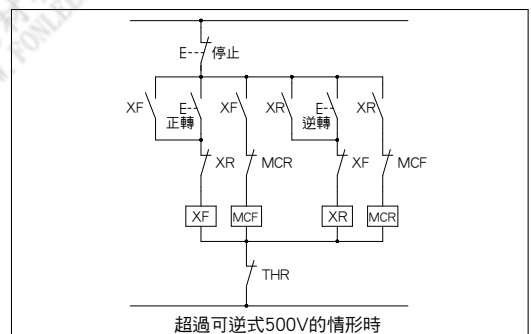 E 停止
XF E 正轉 XF XR E 逆轉 XR
XR MCR XF MCF
XF MCF XR MCR
THR
超過可逆式500V的情形時